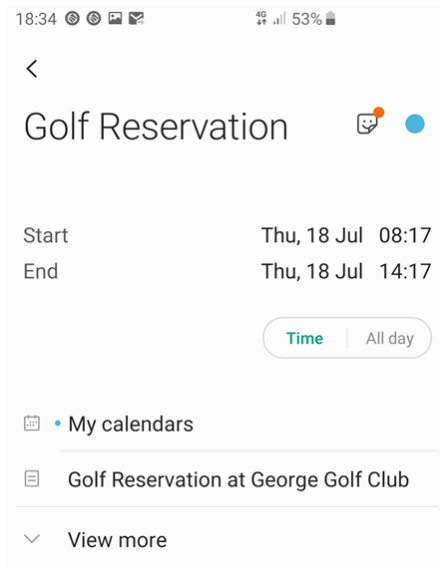 18:34 4G 53%
Golf Reservation
Start Thu, 18 Jul 08:17
End Thu, 18 Jul 14:17
Time All day
My calendars
Golf Reservation at George Golf Club
View more